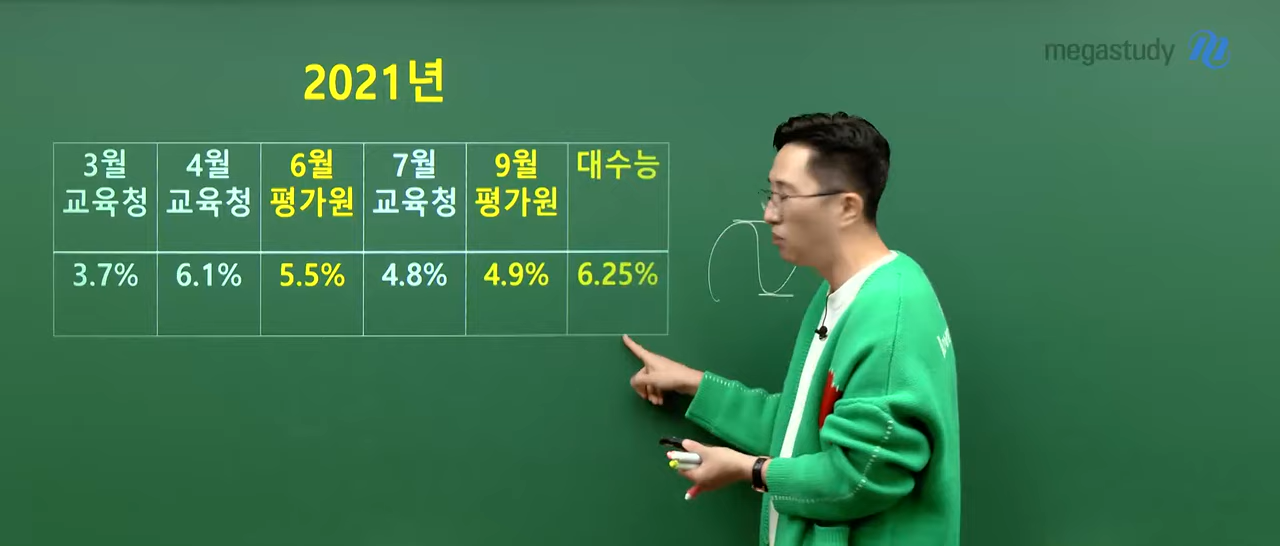 megastudy
2021년
3월 교육청 4월 교육청 6월 평가원 7월 교육청 9월 평가원 대수능
3.7% 6.1% 5.5% 4.8% 4.9% 6.25%